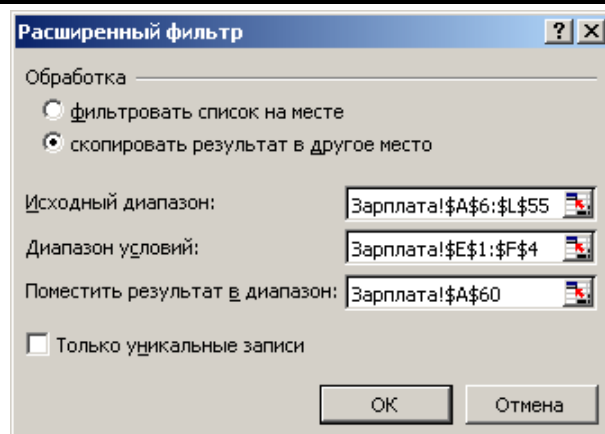 Расширенный фильтр
Обработка
фильтровать список на месте
скопировать результат в другое место
Исходный диапазон: Зарплата!$A$6:$L$55
Диапазон условий: Зарплата!$E$1:$F$4
Поместить результат в диапазон: Зарплата!$A$60
Только уникальные записи
ОК Отмена